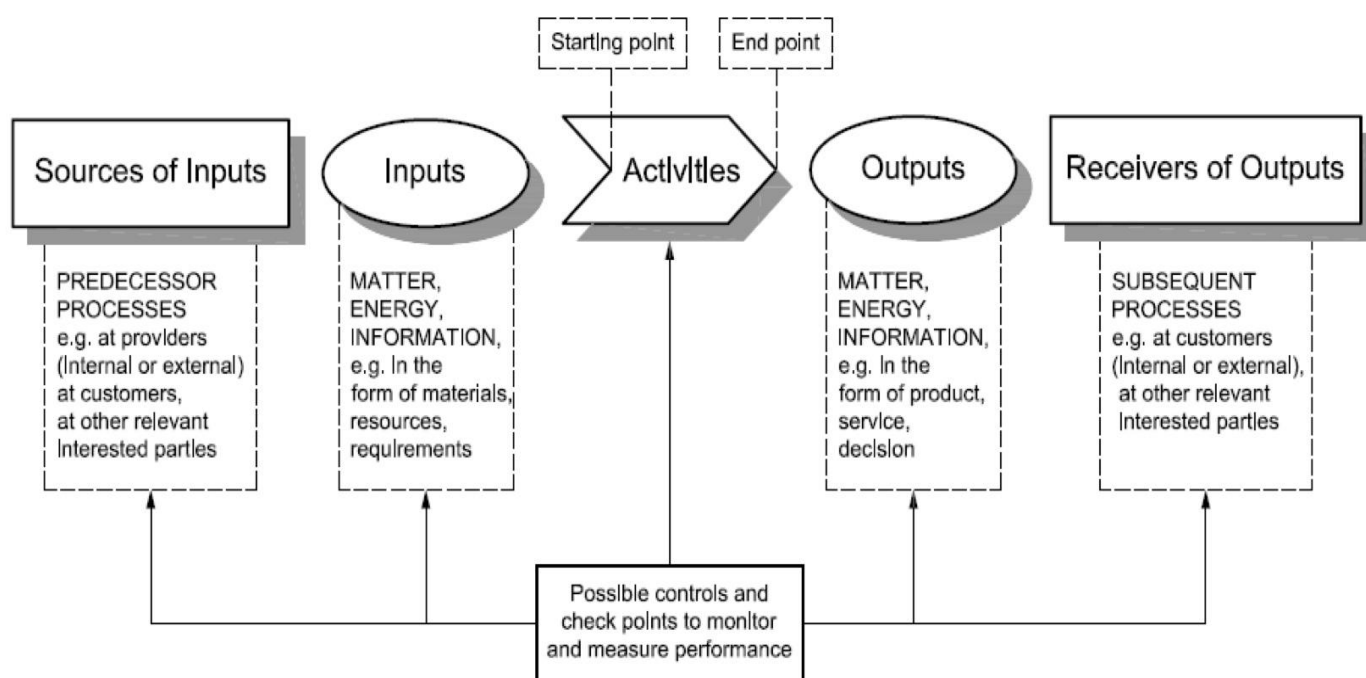 Starting point
End point
Sources of Inputs
Inputs
Activities
Outputs
Receivers of Outputs
PREDECESSOR
PROCESSES
e.g. at providers
(internal or external)
at customers,
at other relevant
interested parties
MATTER,
ENERGY,
INFORMATION,
e.g. in the
form of materials,
resources,
requirements
MATTER,
ENERGY,
INFORMATION,
e.g. in the
form of product,
service,
decision
SUBSEQUENT
PROCESSES
e.g. at customers
(internal or external),
at other relevant
interested parties
Possible controls and
check points to monitor
and measure performance